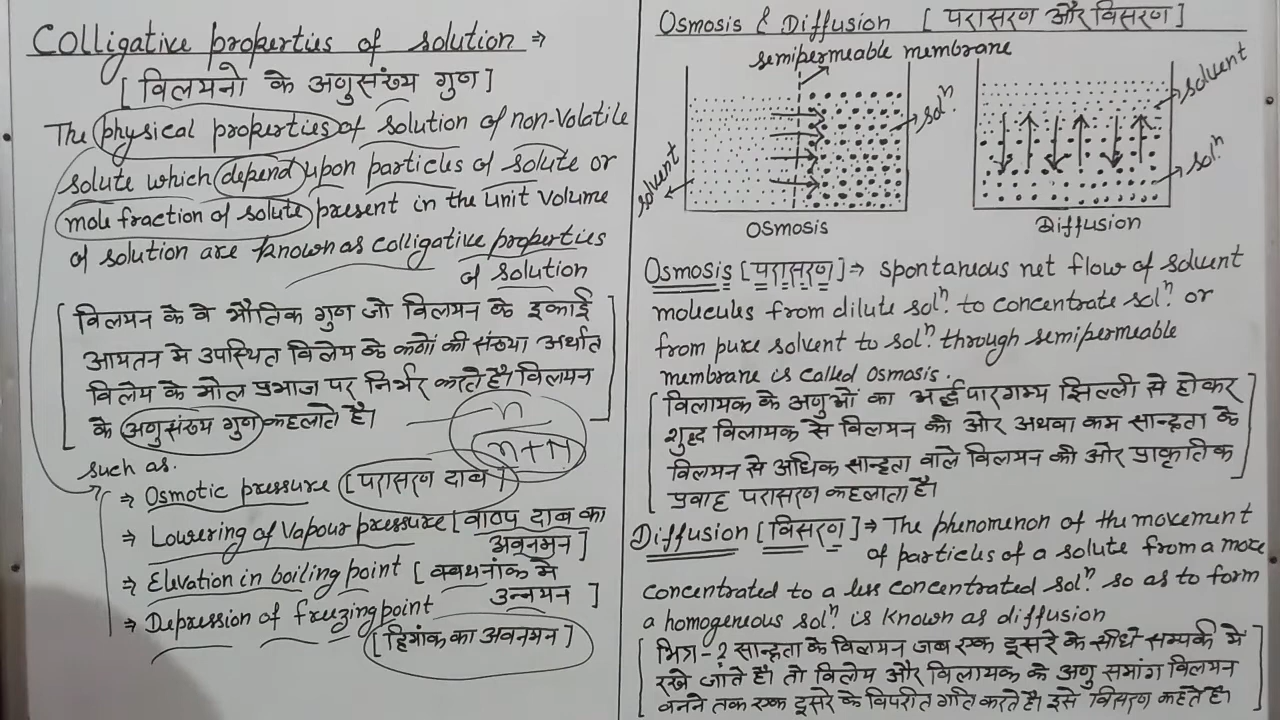 Colligative properties of solution ⇒
[विलयनो के अणुसंख्य गुण]
The physical properties of solution of non-Volatile
solute which depend upon particles of solute or
mole fraction of solute present in the unit volume
of solution are known as colligative properties
of solution
[विलयन के वे भौतिक गुण जो विलयन के इकाई
आयतन मे उपस्थित विलेय के कणों की संख्या अर्थात
विलेय के मोल प्रभाज पर निर्भर करते है। विलयन
के अणुसंख्य गुण कहलाते है।]
n
n+N
such as.
⇒ Osmotic pressure [परासरण दाब]
⇒ Lowering of Vapour pressure [वाष्प दाब का
अवनमन]
⇒ Elevation in boiling point [क्वथनांक मे
उन्नयन]
⇒ Depression of freezing point
[हिमांक का अवनमन]
Osmosis & Diffusion [परासरण और विसरण]
semipermeable membrane
solvent
solⁿ.
Osmosis
solvent
solⁿ.
Diffusion
Osmosis [परासरण] ⇒ spontaneous net flow of solvent
molecules from dilute solⁿ. to concentrate solⁿ. or
from pure solvent to solⁿ. through semipermeable
membrane is called osmosis.
[विलायक के अणुओं का अर्द्धपारगम्य झिल्ली से होकर
शुद्ध विलायक से विलयन की ओर अथवा कम सान्द्रता के
विलयन से अधिक सान्द्रता वाले विलयन की ओर प्राकृतिक
प्रवाह परासरण कहलाता है।]
Diffusion [विसरण] ⇒ The phenomenon of the movement
of particles of a solute from a more
concentrated to a less concentrated solⁿ. so as to form
a homogeneous solⁿ. is known as diffusion
[भिन्न-२ सान्द्रता के विलयन जब एक दूसरे के सीधे सम्पर्क में
रखे जाते है। तो विलेय और विलायक के अणु समांग विलयन
बनने तक एक दूसरे के विपरीत गति करते है। इसे विसरण कहते है।]